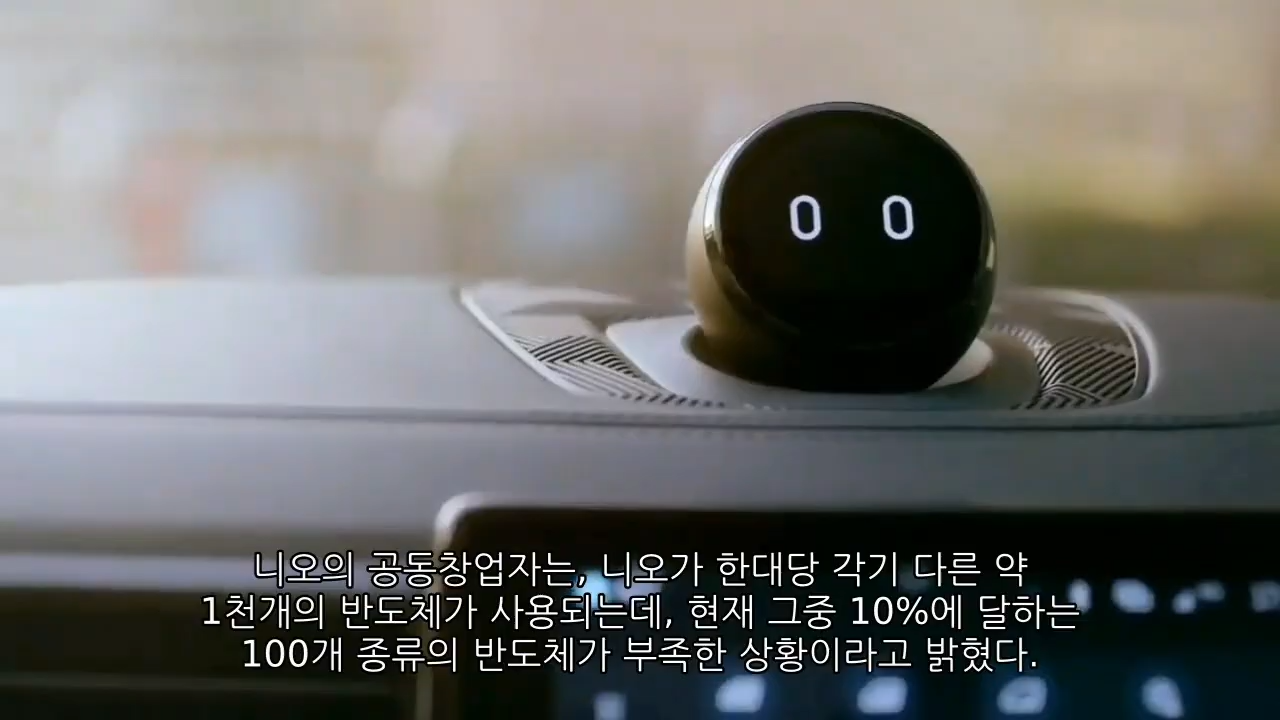 니오의 공동창업자는, 니오가 한대당 각기 다른 약
1천개의 반도체가 사용되는데, 현재 그중 10%에 달하는
100개 종류의 반도체가 부족한 상황이라고 밝혔다.